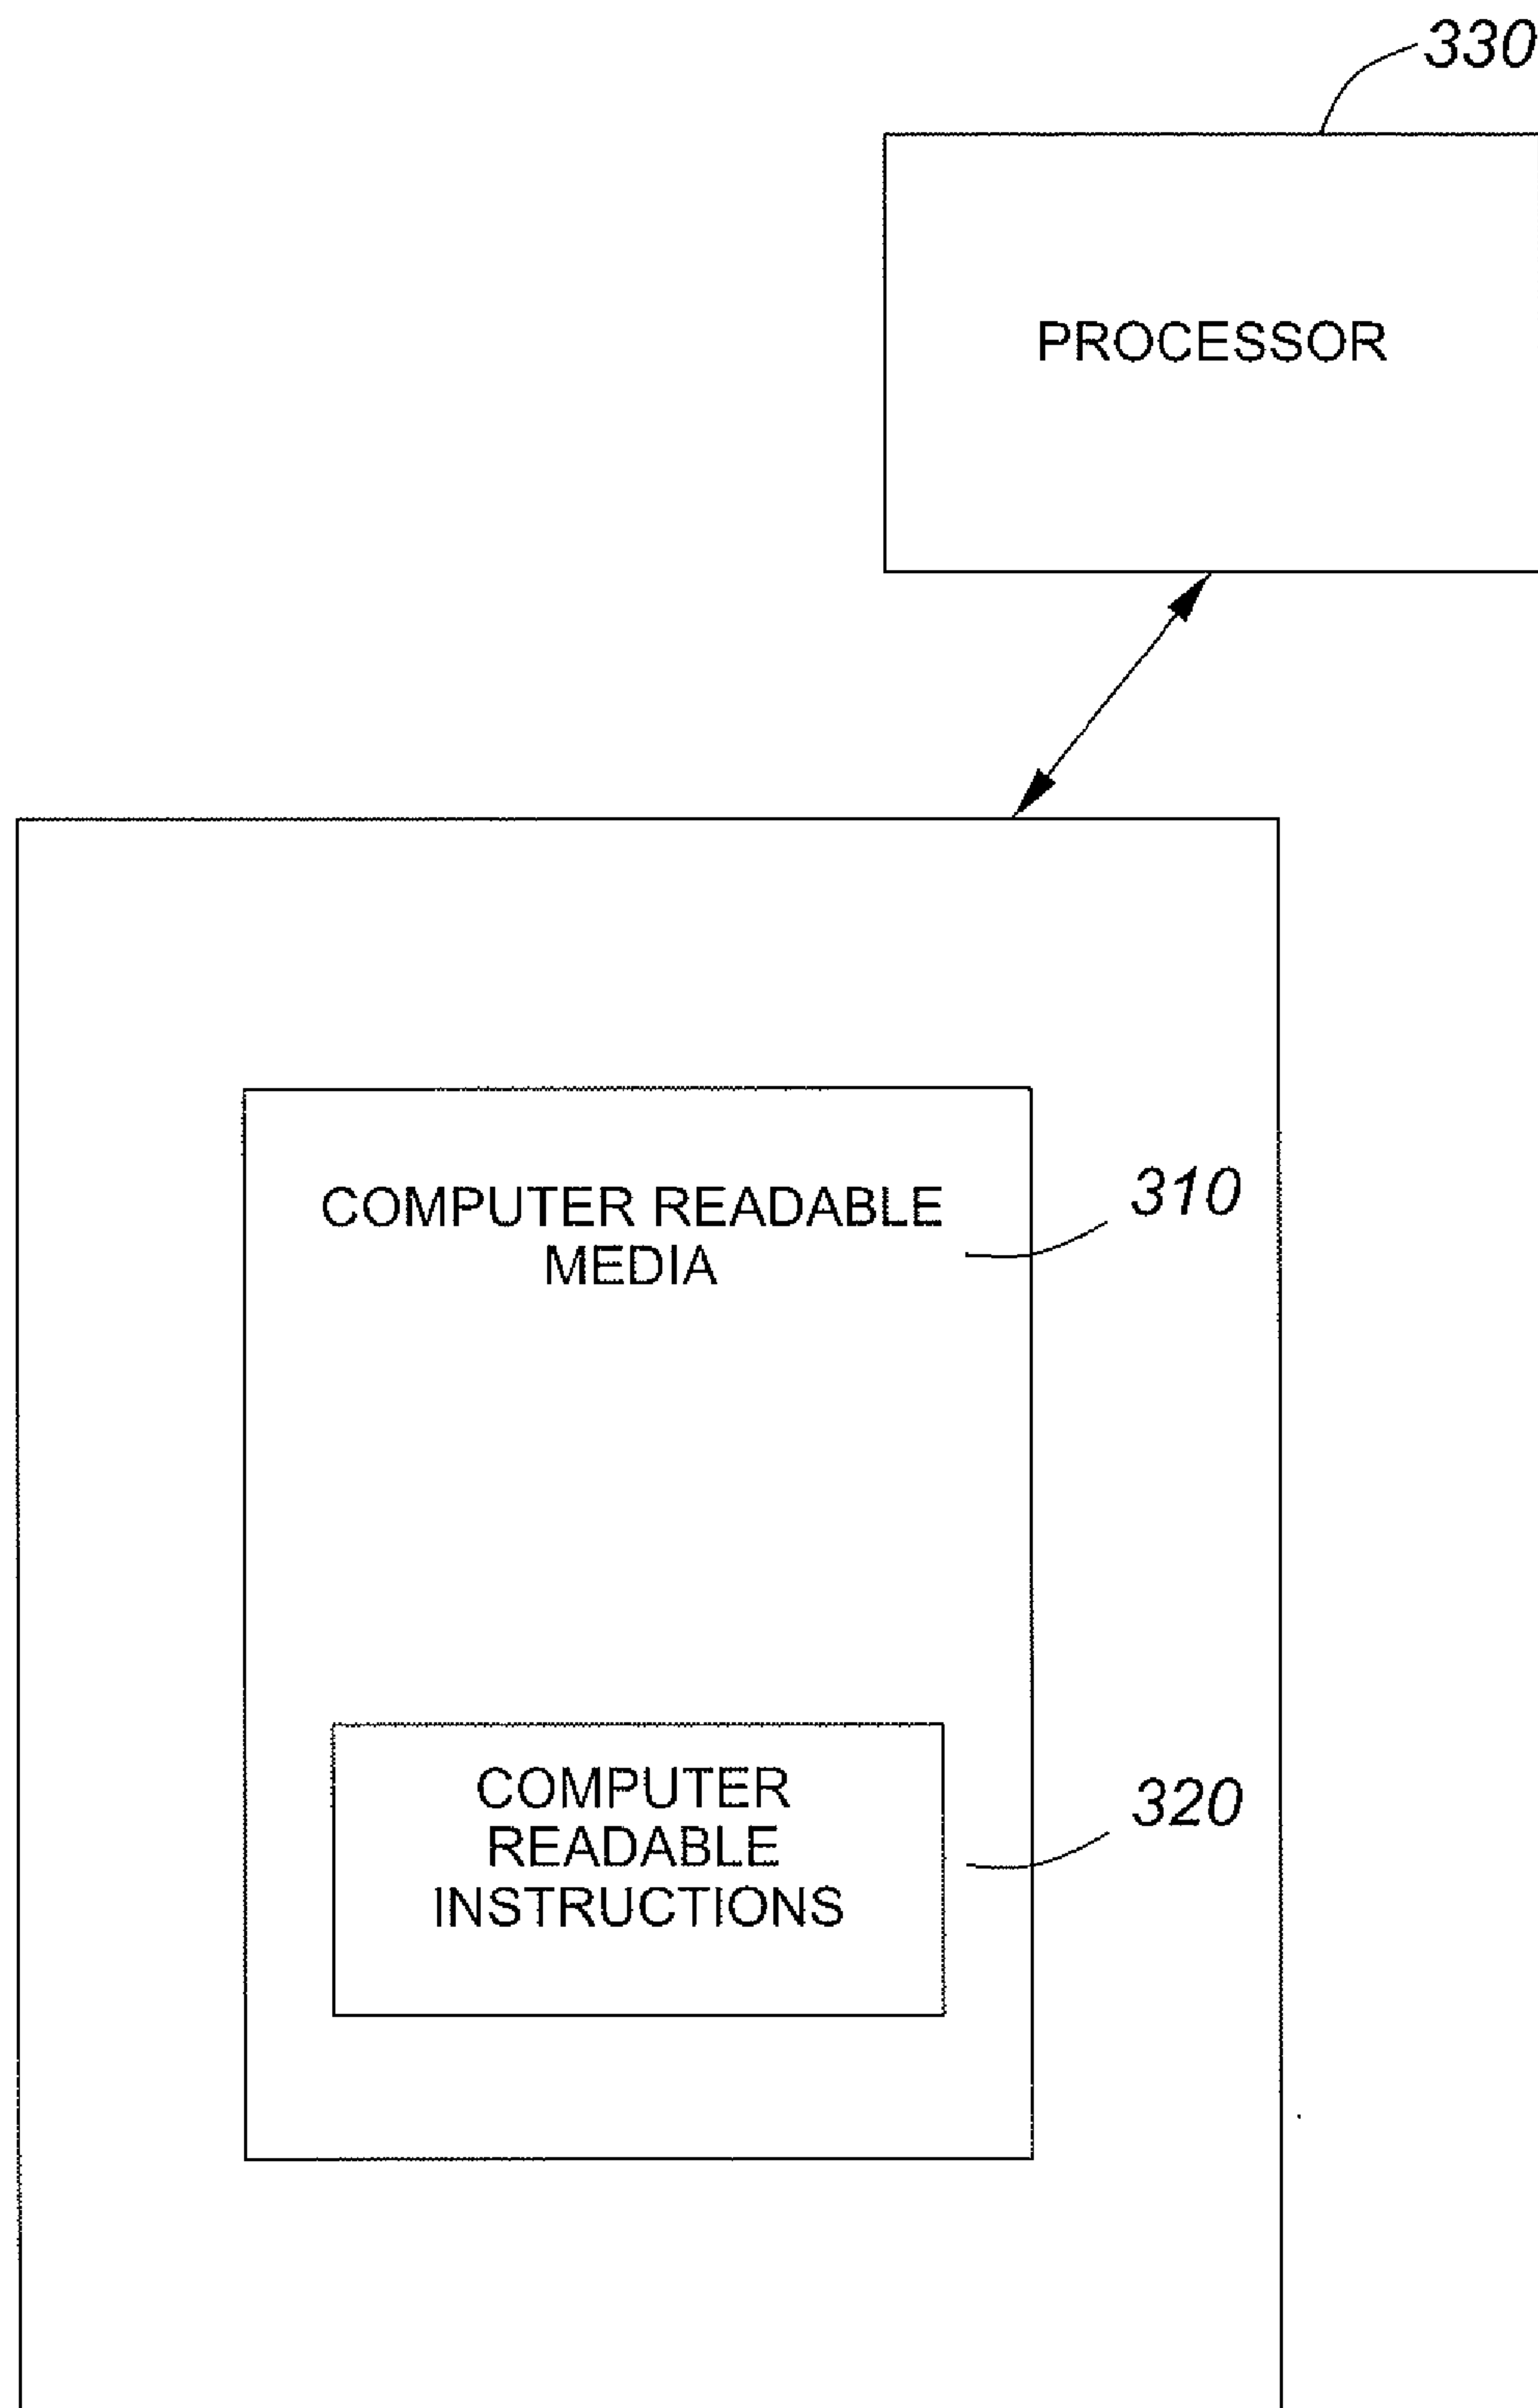 330
PROCESSOR
COMPUTER READABLE
MEDIA
310
COMPUTER
READABLE
INSTRUCTIONS
320